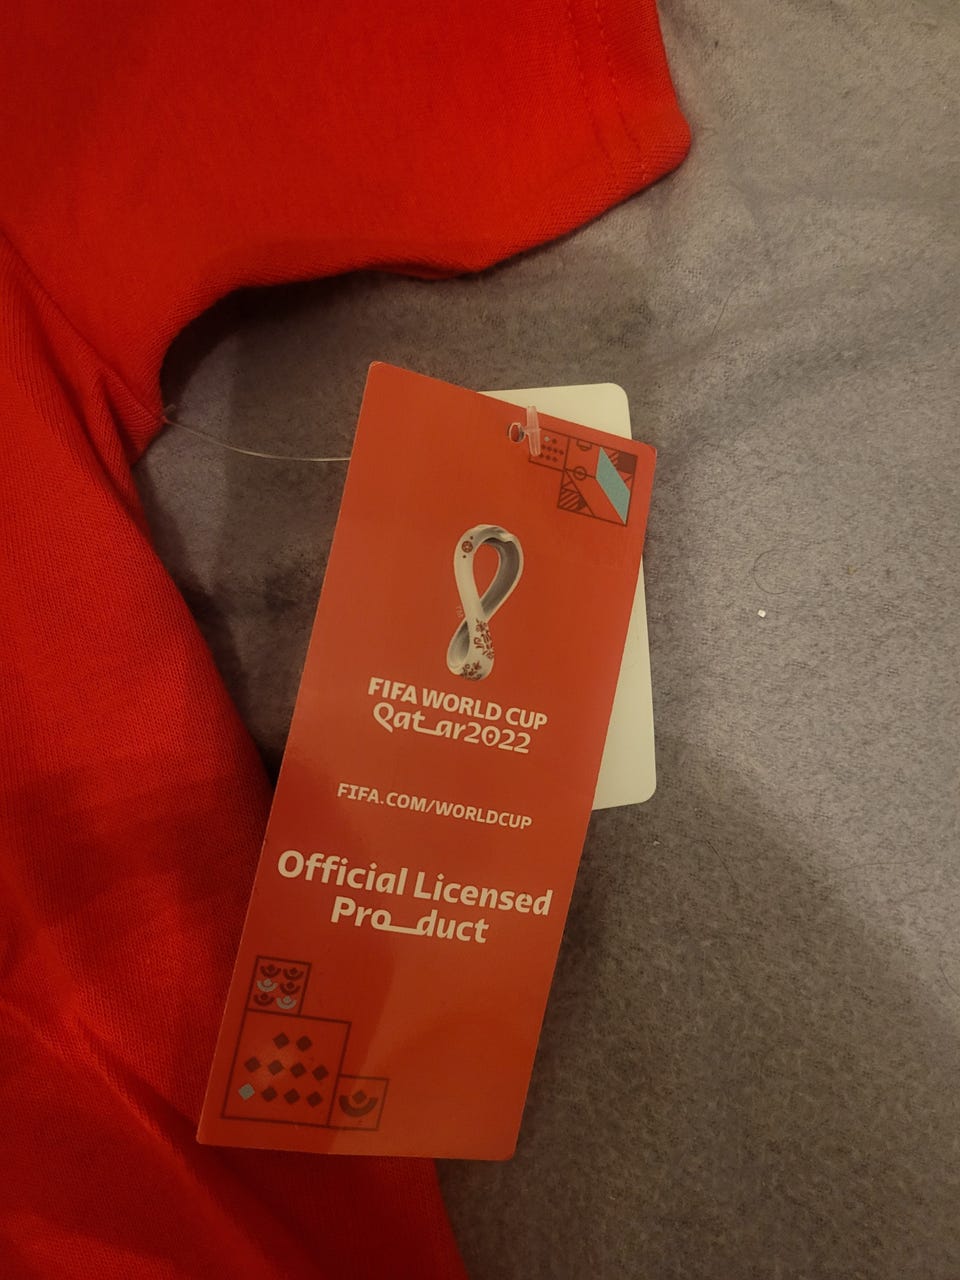 FIFA WORLD CUP
Qatar2022
FIFA.COM/WORLDCUP
Official Licensed
Product